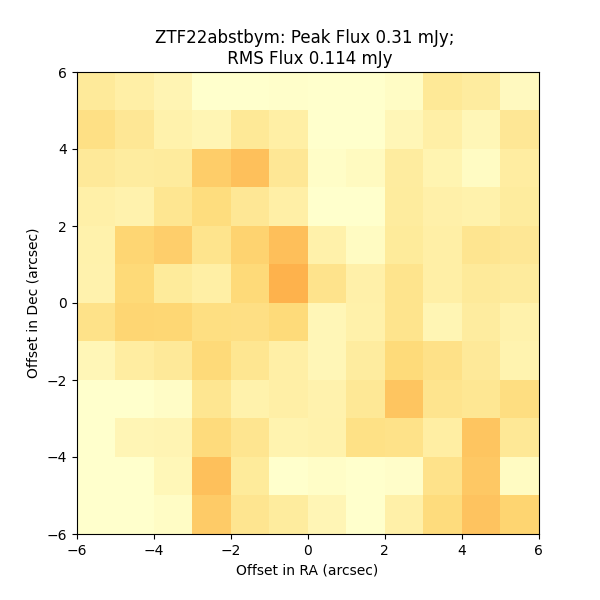 ZTF22abstbym: Peak Flux 0.31 mJy;
RMS Flux 0.114 mJy
6
4
2
0
−2
−4
−6
Offset in Dec (arcsec)
−6 −4 −2 0 2 4 6
Offset in RA (arcsec)